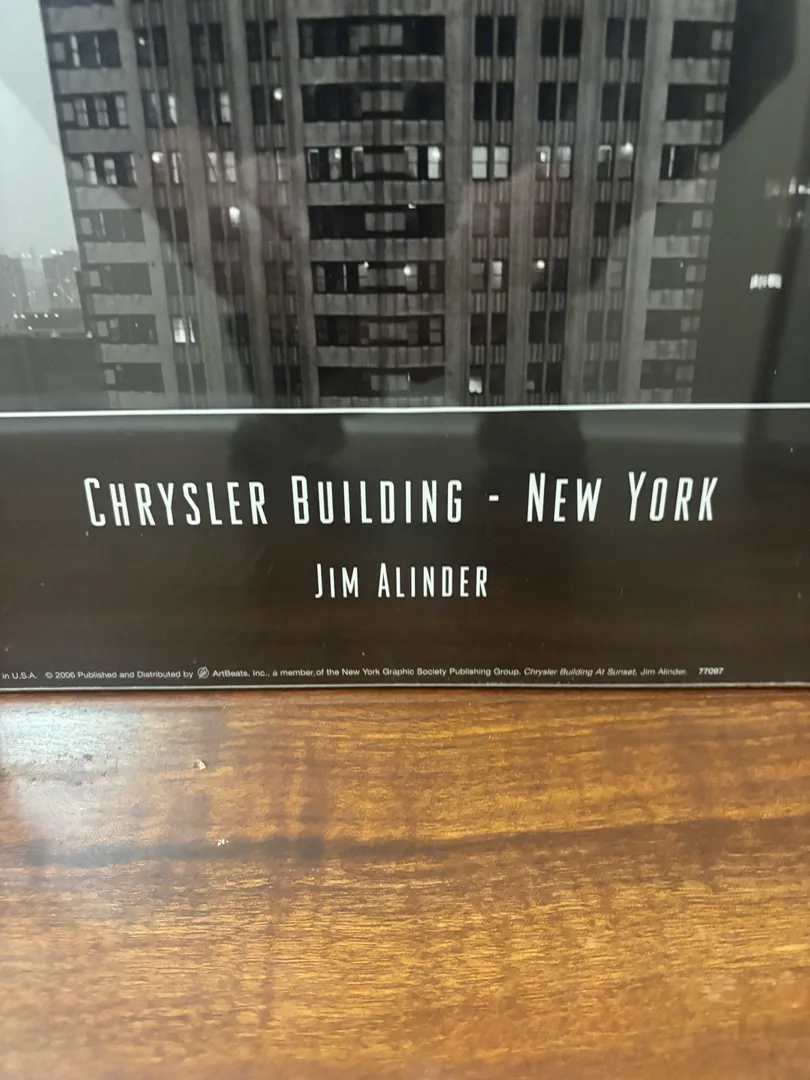 CHRYSLER BUILDING - NEW YORK
JIM ALINDER
in U.S.A. © 2006 Published and Distributed by ArtBeats, Inc., a member of the New York Graphic Society Publishing Group. Chrysler Building At Sunset, Jim Alinder. 77097